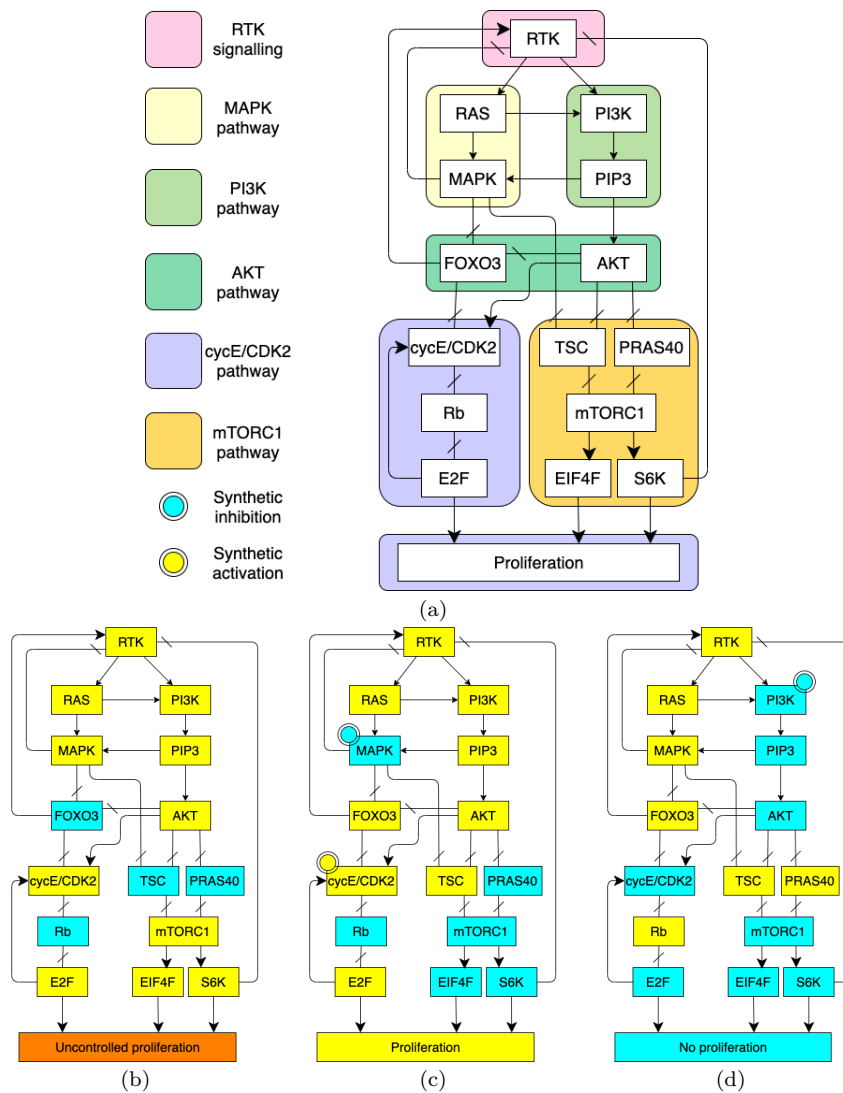 RTK
signalling
MAPK
pathway
PI3K
pathway
AKT
pathway
cycE/CDK2
pathway
mTORC1
pathway
Synthetic
inhibition
Synthetic
activation
RTK
RAS
PI3K
MAPK
PIP3
FOXO3
AKT
cycE/CDK2
TSC
PRAS40
Rb
mTORC1
E2F
EIF4F
S6K
Proliferation
(a)
RTK
RAS
PI3K
MAPK
PIP3
FOXO3
AKT
cycE/CDK2
TSC
PRAS40
Rb
mTORC1
E2F
EIF4F
S6K
Uncontrolled proliferation
(b)
RTK
RAS
PI3K
MAPK
PIP3
FOXO3
AKT
cycE/CDK2
TSC
PRAS40
Rb
mTORC1
E2F
EIF4F
S6K
Proliferation
(c)
RTK
RAS
PI3K
MAPK
PIP3
FOXO3
AKT
cycE/CDK2
TSC
PRAS40
Rb
mTORC1
E2F
EIF4F
S6K
No proliferation
(d)